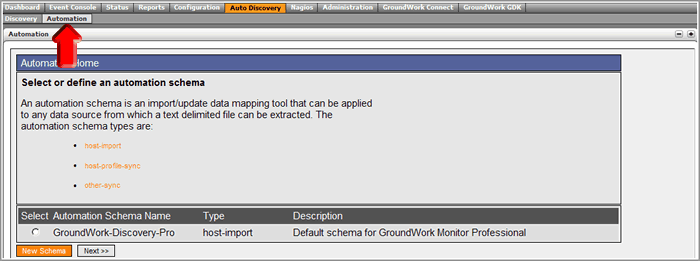 Dashboard Event Console Status Reports Configuration Auto Discovery Nagios Administration GroundWork Connect GroundWork GDK
Discovery Automation
Automation
Automation Home
Select or define an automation schema
An automation schema is an import/update data mapping tool that can be applied
to any data source from which a text delimited file can be extracted. The
automation schema types are:
host-import
host-profile-sync
other-sync
Select Automation Schema Name Type Description
GroundWork-Discovery-Pro host-import Default schema for GroundWork Monitor Professional
New Schema Next >>